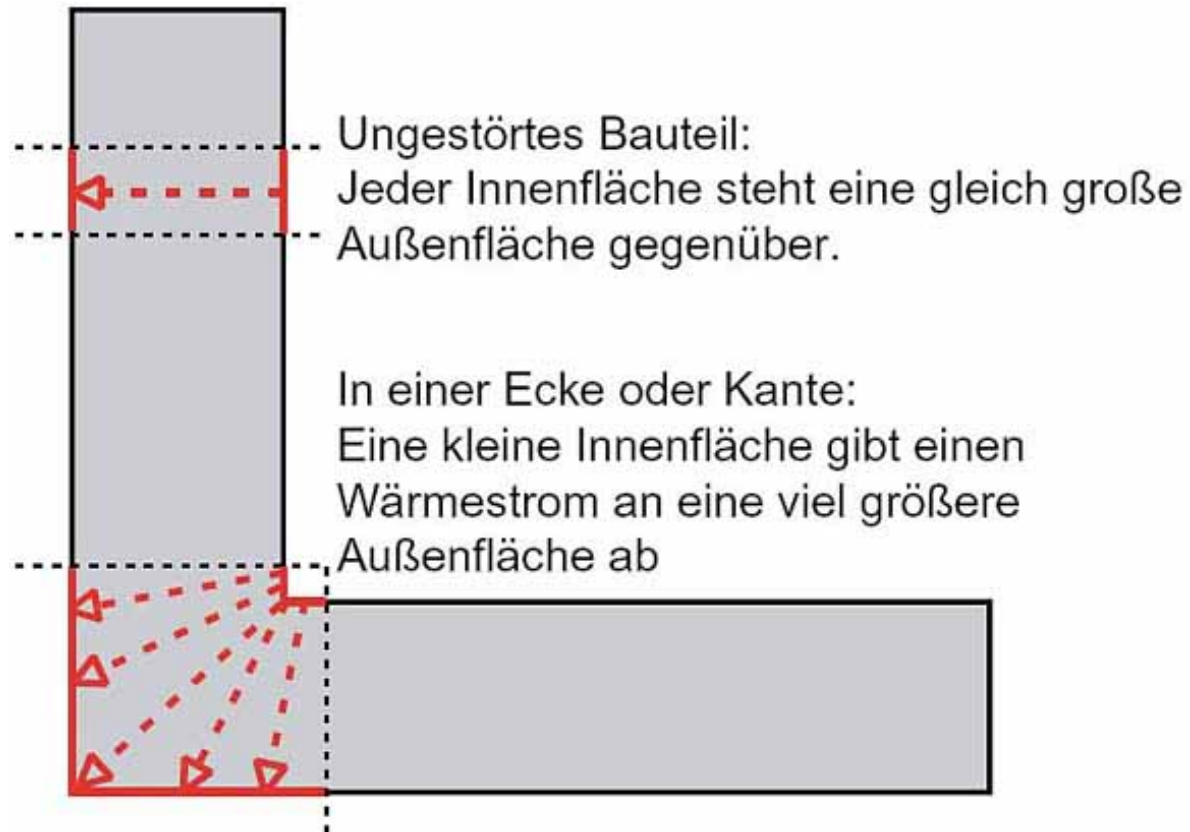 Ungestörtes Bauteil:
Jeder Innenfläche steht eine gleich große
Außenfläche gegenüber.
In einer Ecke oder Kante:
Eine kleine Innenfläche gibt einen
Wärmestrom an eine viel größere
Außenfläche ab